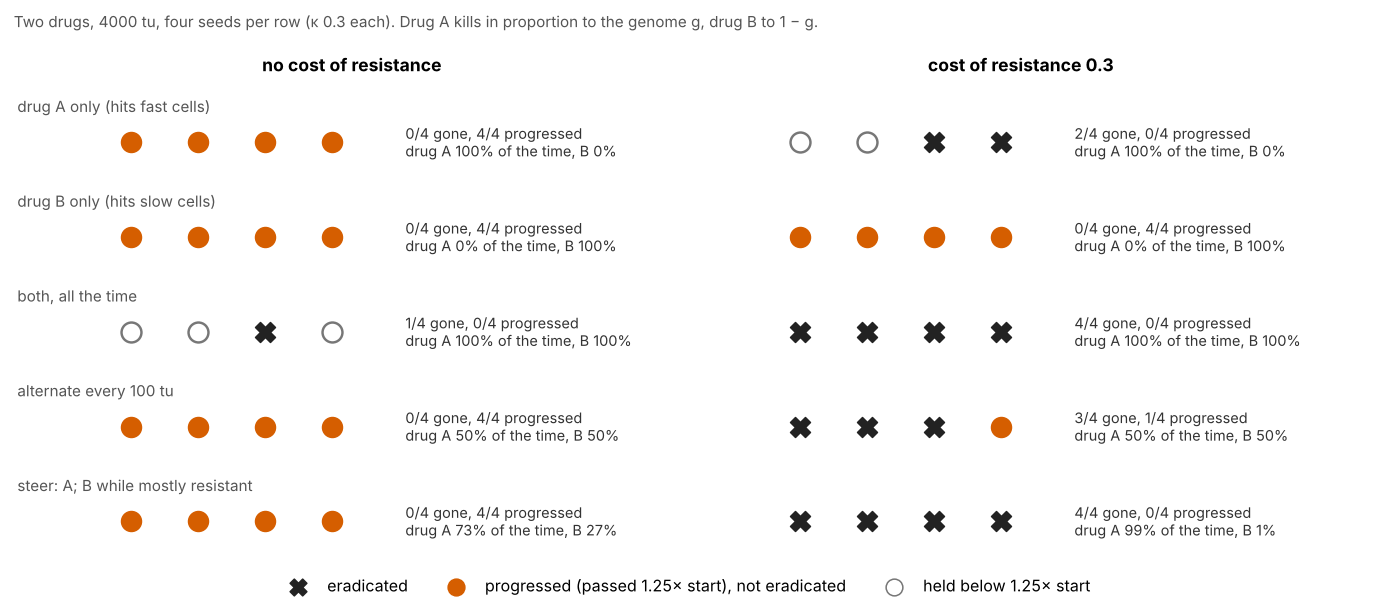 Two drugs, 4000 tu, four seeds per row (κ 0.3 each). Drug A kills in proportion to the genome g, drug B to 1 − g.
no cost of resistance
cost of resistance 0.3
drug A only (hits fast cells)
0/4 gone, 4/4 progressed
drug A 100% of the time, B 0%
2/4 gone, 0/4 progressed
drug A 100% of the time, B 0%
drug B only (hits slow cells)
0/4 gone, 4/4 progressed
drug A 0% of the time, B 100%
0/4 gone, 4/4 progressed
drug A 0% of the time, B 100%
both, all the time
1/4 gone, 0/4 progressed
drug A 100% of the time, B 100%
4/4 gone, 0/4 progressed
drug A 100% of the time, B 100%
alternate every 100 tu
0/4 gone, 4/4 progressed
drug A 50% of the time, B 50%
3/4 gone, 1/4 progressed
drug A 50% of the time, B 50%
steer: A; B while mostly resistant
0/4 gone, 4/4 progressed
drug A 73% of the time, B 27%
4/4 gone, 0/4 progressed
drug A 99% of the time, B 1%
eradicated
progressed (passed 1.25× start), not eradicated
held below 1.25× start